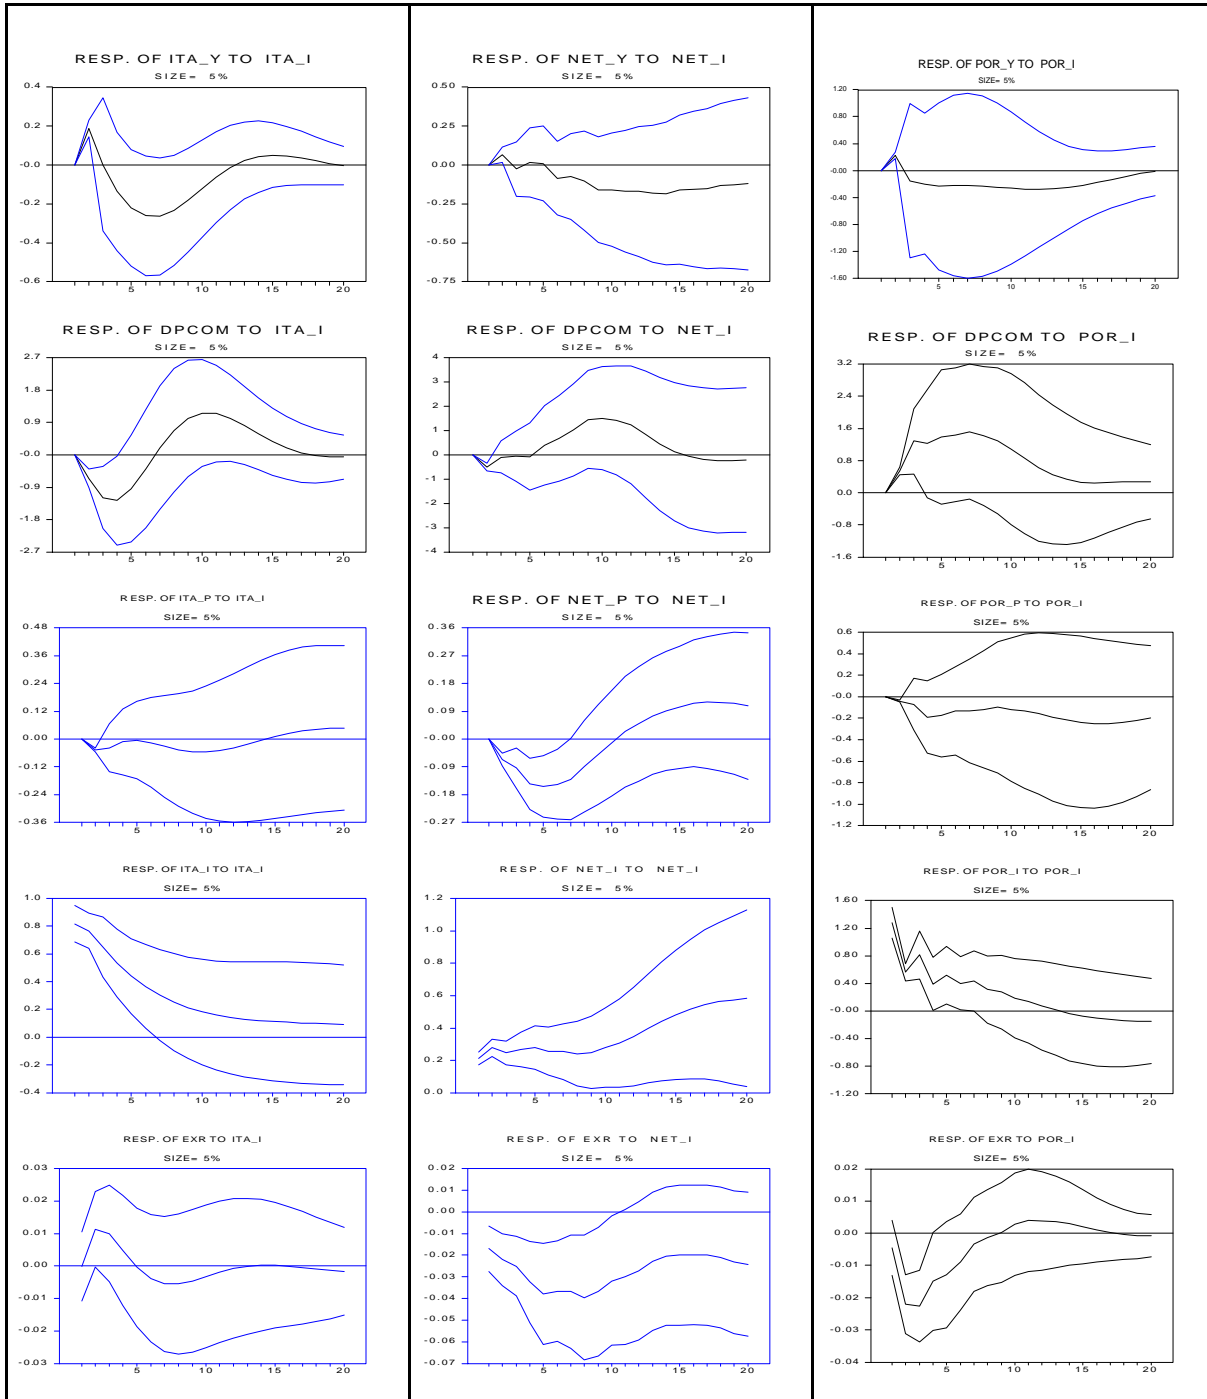 RESP. OF ITA_Y TO ITA_I
SIZE= 5%
0.4
0.2
-0.0
-0.2
-0.4
-0.6
5 10 15 20
RESP. OF NET_Y TO NET_I
SIZE= 5%
0.50
0.25
0.00
-0.25
-0.50
-0.75
5 10 15 20
RESP. OF POR_Y TO POR_I
SIZE= 5%
1.20
0.80
0.40
-0.00
-0.40
-0.80
-1.20
-1.60
5 10 15 20
RESP. OF DPCOM TO ITA_I
SIZE= 5%
2.7
1.8
0.9
-0.0
-0.9
-1.8
-2.7
5 10 15 20
RESP. OF DPCOM TO NET_I
SIZE= 5%
4
3
2
1
0
-1
-2
-3
-4
5 10 15 20
RESP. OF DPCOM TO POR_I
SIZE= 5%
3.2
2.4
1.6
0.8
0.0
-0.8
-1.6
5 10 15 20
RESP. OF ITA_P TO ITA_I
SIZE= 5%
0.48
0.36
0.24
0.12
0.00
-0.12
-0.24
-0.36
5 10 15 20
RESP. OF NET_P TO NET_I
SIZE= 5%
0.36
0.27
0.18
0.09
-0.00
-0.09
-0.18
-0.27
5 10 15 20
RESP. OF POR_P TO POR_I
SIZE= 5%
0.6
0.4
0.2
-0.0
-0.2
-0.4
-0.6
-0.8
-1.0
-1.2
5 10 15 20
RESP. OF ITA_I TO ITA_I
SIZE= 5%
1.0
0.8
0.6
0.4
0.2
0.0
-0.2
-0.4
5 10 15 20
RESP. OF NET_I TO NET_I
SIZE= 5%
1.2
1.0
0.8
0.6
0.4
0.2
0.0
5 10 15 20
RESP. OF POR_I TO POR_I
SIZE= 5%
1.60
1.20
0.80
0.40
-0.00
-0.40
-0.80
-1.20
5 10 15 20
RESP. OF EXR TO ITA_I
SIZE= 5%
0.03
0.02
0.01
0.00
-0.01
-0.02
-0.03
5 10 15 20
RESP. OF EXR TO NET_I
SIZE= 5%
0.02
0.01
0.00
-0.01
-0.02
-0.03
-0.04
-0.05
-0.06
-0.07
5 10 15 20
RESP. OF EXR TO POR_I
SIZE= 5%
0.02
0.01
0.00
-0.01
-0.02
-0.03
-0.04
5 10 15 20